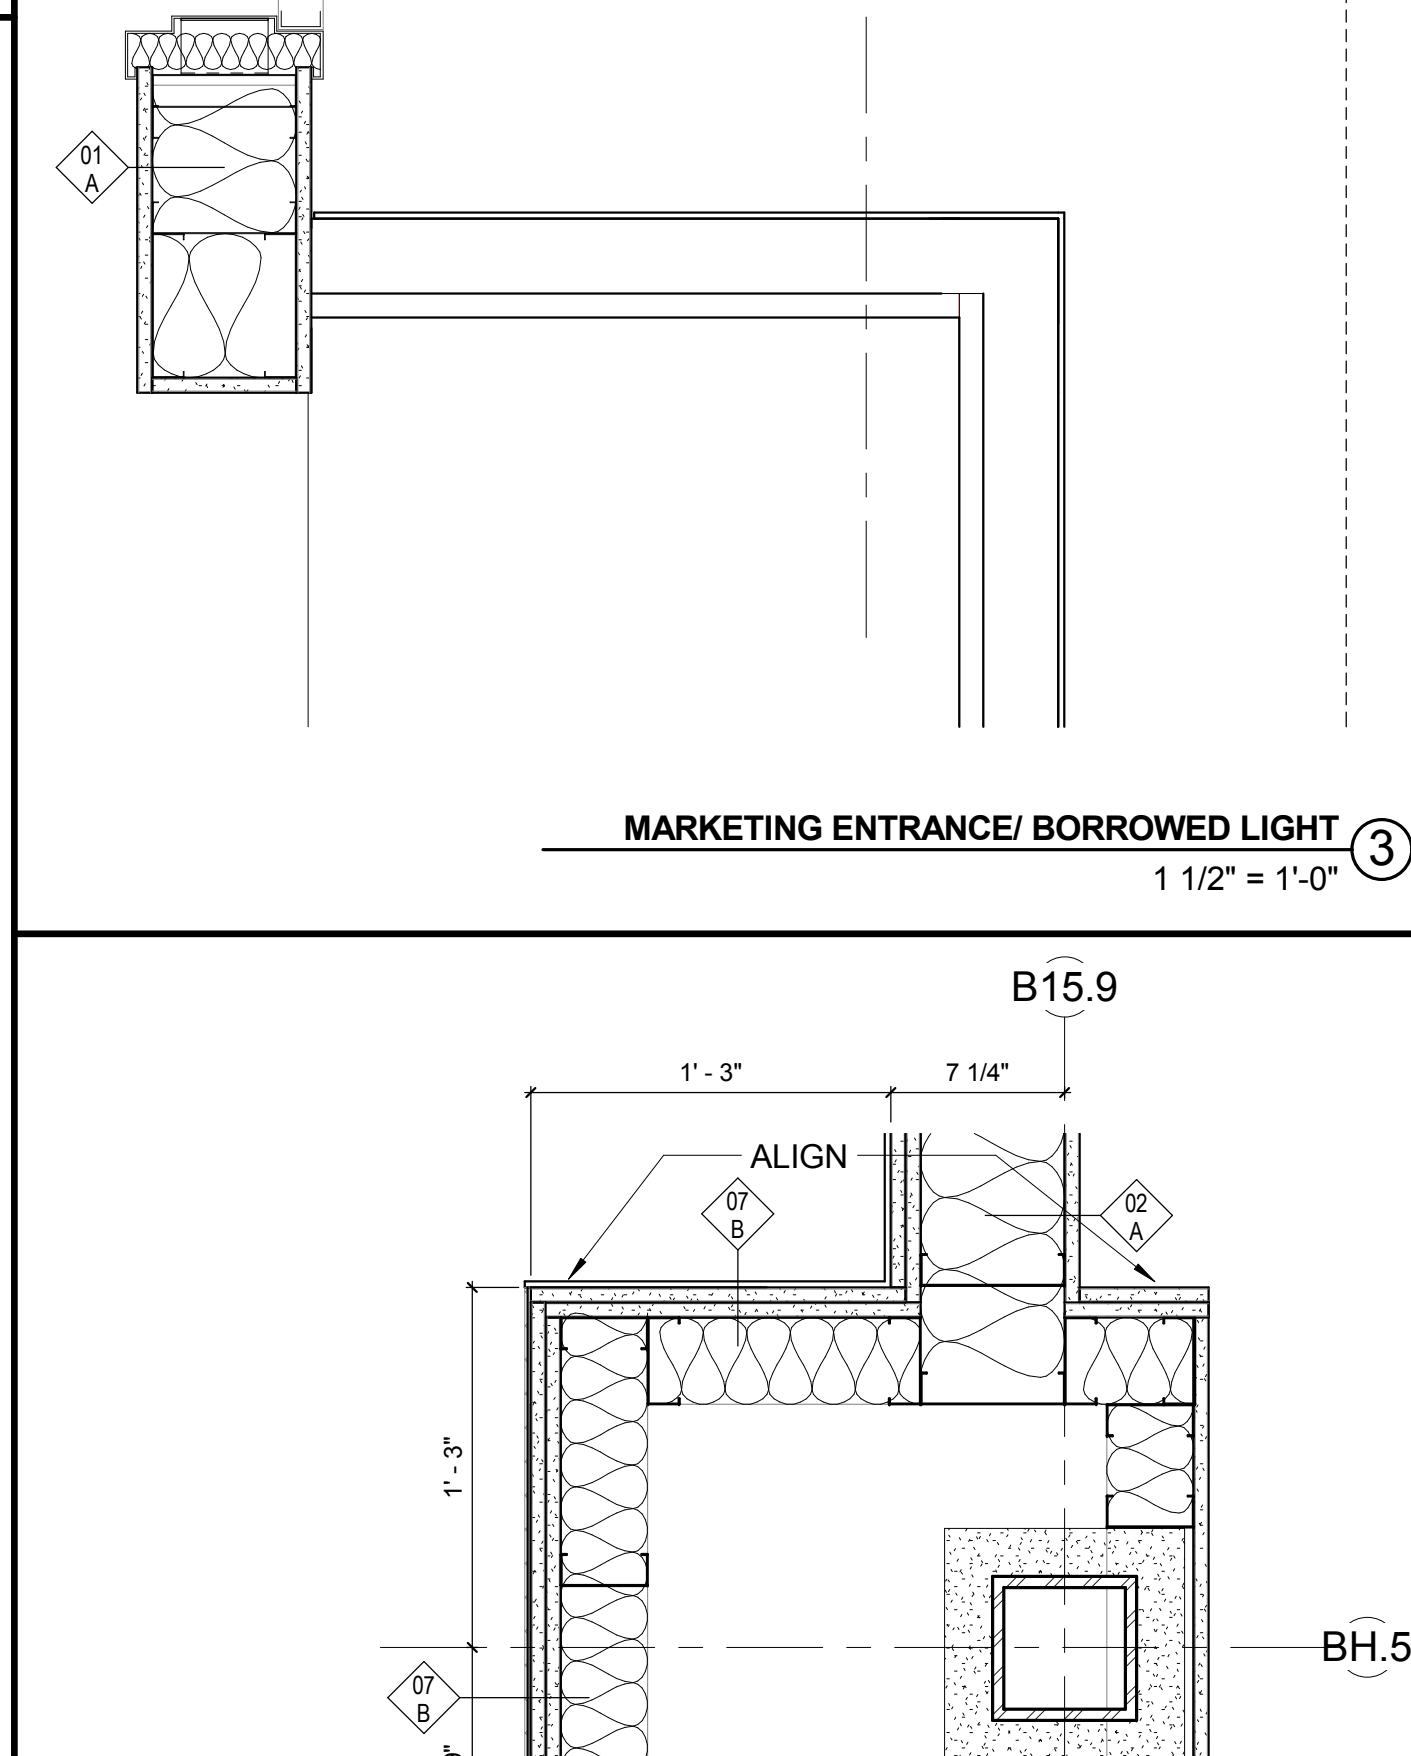 01
A
MARKETING ENTRANCE/ BORROWED LIGHT
3
1 1/2" = 1'-0"
B15.9
1' - 3"
7 1/4"
ALIGN
07
B
02
A
1' - 3"
BH.5
07
B